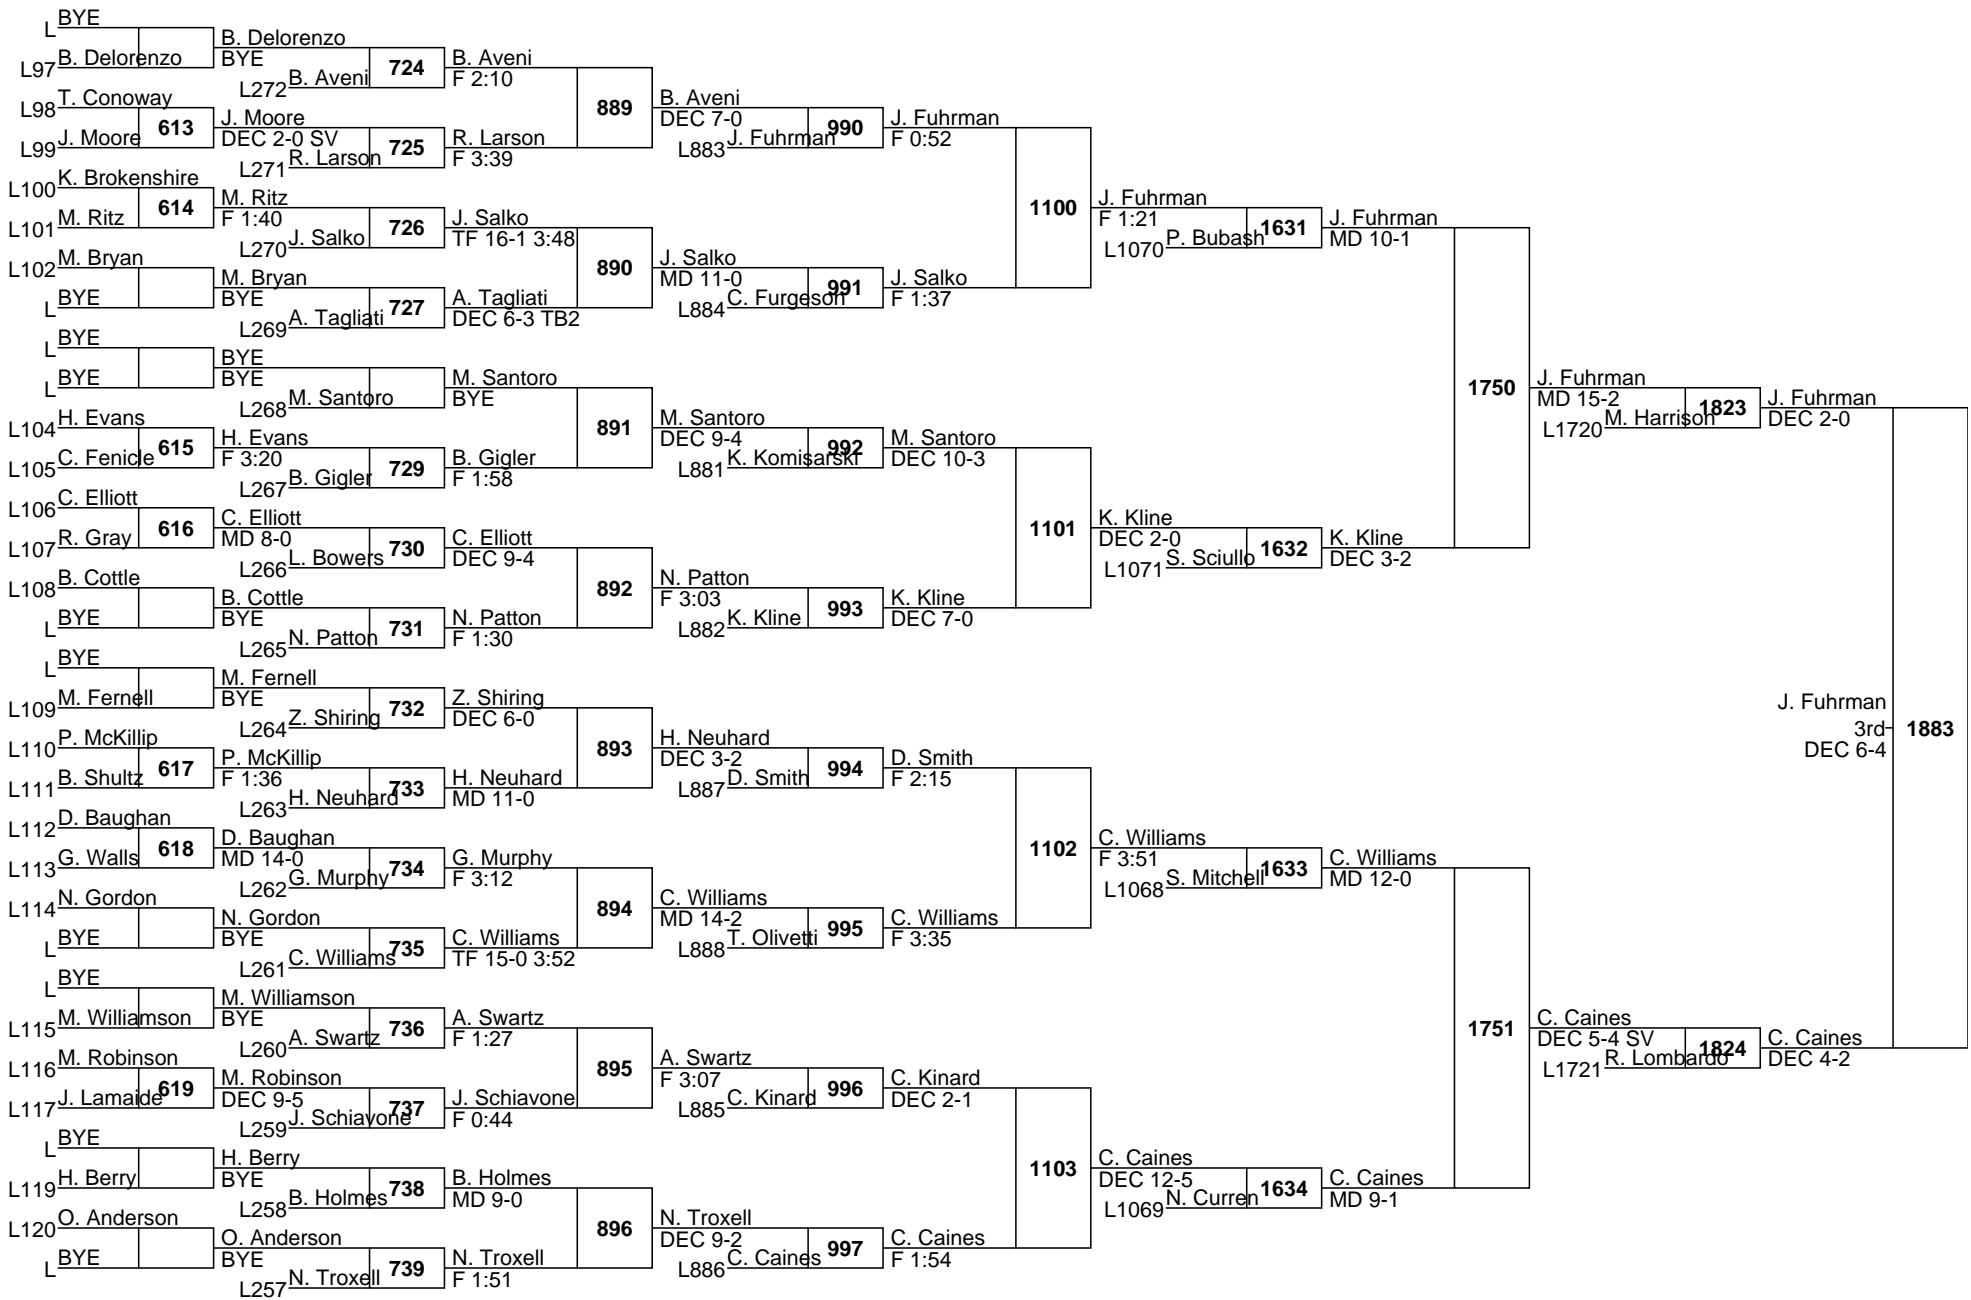 BYE
L
B. Delorenzo
B. Delorenzo
BYE
L97
724
B. Aveni
F 2:10
L272
B. Aveni
T. Conoway
L98
613
J. Moore
DEC 2-0 SV
J. Moore
L99
725
R. Larson
F 3:39
L271
R. Larson
889
B. Aveni
DEC 7-0
L883
J. Fuhrman
990
J. Fuhrman
F 0:52
K. Brokenshire
L100
614
M. Ritz
F 1:40
M. Ritz
L101
726
J. Salko
TF 16-1 3:48
L270
J. Salko
M. Bryan
L102
M. Bryan
BYE
BYE
L
727
A. Tagliati
DEC 6-3 TB2
L269
A. Tagliati
890
J. Salko
MD 11-0
L884
C. Furgeson
991
J. Salko
F 1:37
1100
J. Fuhrman
F 1:21
L1070
P. Bubash
1631
J. Fuhrman
MD 10-1
BYE
L
BYE
BYE
BYE
L
L268
M. Santoro
M. Santoro
BYE
H. Evans
L104
615
H. Evans
F 3:20
C. Fenicle
L105
729
B. Gigler
F 1:58
L267
B. Gigler
891
M. Santoro
DEC 9-4
L881
K. Komisarski
992
M. Santoro
DEC 10-3
C. Elliott
L106
616
C. Elliott
MD 8-0
R. Gray
L107
730
C. Elliott
DEC 9-4
L266
L. Bowers
B. Cottle
L108
B. Cottle
BYE
BYE
L
731
N. Patton
F 1:30
L265
N. Patton
892
N. Patton
F 3:03
L882
K. Kline
993
K. Kline
DEC 7-0
1101
K. Kline
DEC 2-0
L1071
S. Sciullo
1632
K. Kline
DEC 3-2
1750
J. Fuhrman
MD 15-2
L1720
M. Harrison
1823
J. Fuhrman
DEC 2-0
BYE
L
M. Fernell
BYE
M. Fernell
L109
732
Z. Shiring
DEC 6-0
L264
Z. Shiring
P. McKillip
L110
617
P. McKillip
F 1:36
B. Shultz
L111
733
H. Neuhard
MD 11-0
L263
H. Neuhard
893
H. Neuhard
DEC 3-2
L887
D. Smith
994
D. Smith
F 2:15
D. Baughan
L112
618
D. Baughan
MD 14-0
G. Walls
L113
734
G. Murphy
F 3:12
L262
G. Murphy
N. Gordon
L114
N. Gordon
BYE
BYE
L
735
C. Williams
TF 15-0 3:52
L261
C. Williams
894
C. Williams
MD 14-2
L888
T. Olivetti
995
C. Williams
F 3:35
1102
C. Williams
F 3:51
L1068
S. Mitchell
1633
C. Williams
MD 12-0
BYE
L
M. Williamson
BYE
M. Williamson
L115
736
A. Swartz
F 1:27
L260
A. Swartz
M. Robinson
L116
619
M. Robinson
DEC 9-5
J. Lamaide
L117
737
J. Schiavone
F 0:44
L259
J. Schiavone
895
A. Swartz
F 3:07
L885
C. Kinard
996
C. Kinard
DEC 2-1
BYE
L
H. Berry
BYE
H. Berry
L119
738
B. Holmes
MD 9-0
L258
B. Holmes
O. Anderson
L120
O. Anderson
BYE
BYE
L
739
N. Troxell
F 1:51
L257
N. Troxell
896
N. Troxell
DEC 9-2
L886
C. Caines
997
C. Caines
F 1:54
1103
C. Caines
DEC 12-5
L1069
N. Curren
1634
C. Caines
MD 9-1
1751
C. Caines
DEC 5-4 SV
L1721
R. Lombardo
1824
C. Caines
DEC 4-2
J. Fuhrman
3rd
DEC 6-4
1883